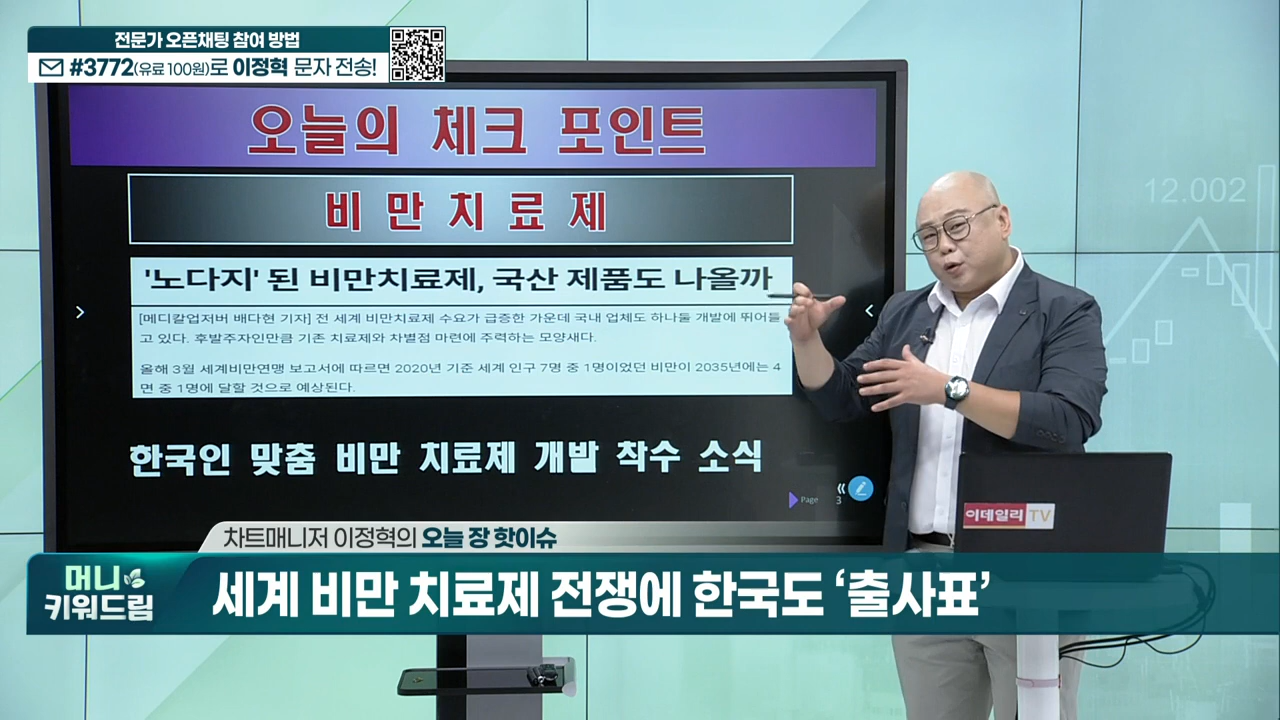 전문가 오픈채팅 참여 방법
#3772(유료 100원)로 이정혁 문자 전송!
오늘의 체크 포인트
비만치료제
'노다지' 된 비만치료제, 국산 제품도 나올까
[메디칼업저버 배다현 기자] 전 세계 비만치료제 수요가 급증한 가운데 국내 업체도 하나둘 개발에 뛰어들
고 있다. 후발주자인만큼 기존 치료제와 차별점 마련에 주력하는 모양새다.
올해 3월 세계비만연맹 보고서에 따르면 2020년 기준 세계 인구 7명 중 1명이었던 비만이 2035년에는 4
명 중 1명에 달할 것으로 예상된다.
한국인 맞춤 비만 치료제 개발 착수 소식
Page 3
12.002
이데일리 TV
차트매니저 이정혁의 오늘 장 핫이슈
머니
키워드림
세계 비만 치료제 전쟁에 한국도 ‘출사표’